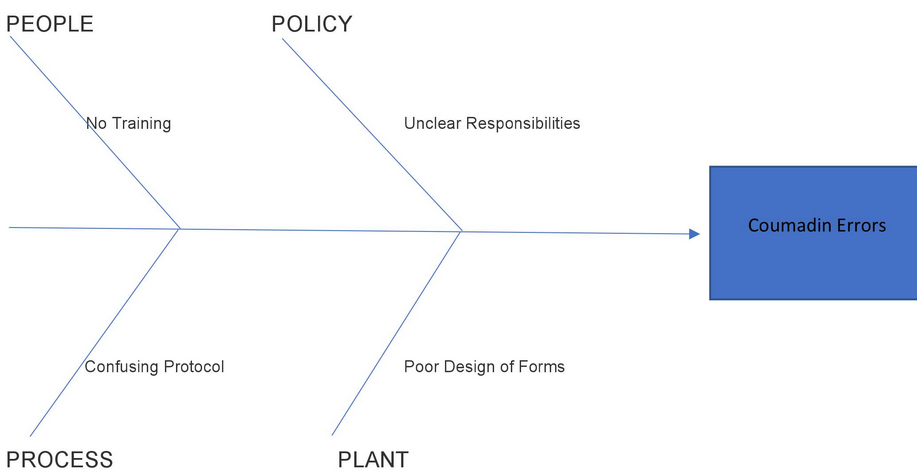 PEOPLE
POLICY
No Training
Unclear Responsibilities
Coumadin Errors
Confusing Protocol
Poor Design of Forms
PROCESS
PLANT